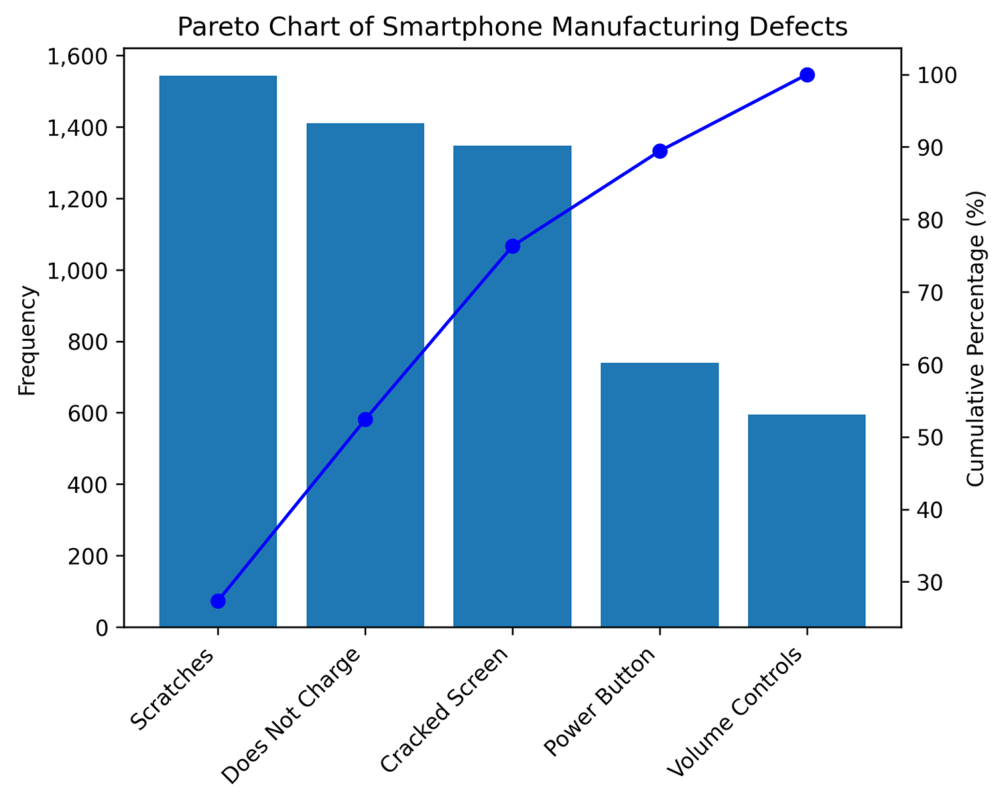 Pareto Chart of Smartphone Manufacturing Defects
Frequency
1,600
1,400
1,200
1,000
800
600
400
200
0
100
90
80
70
60
50
40
30
Cumulative Percentage (%)
Scratches
Does Not Charge
Cracked Screen
Power Button
Volume Controls